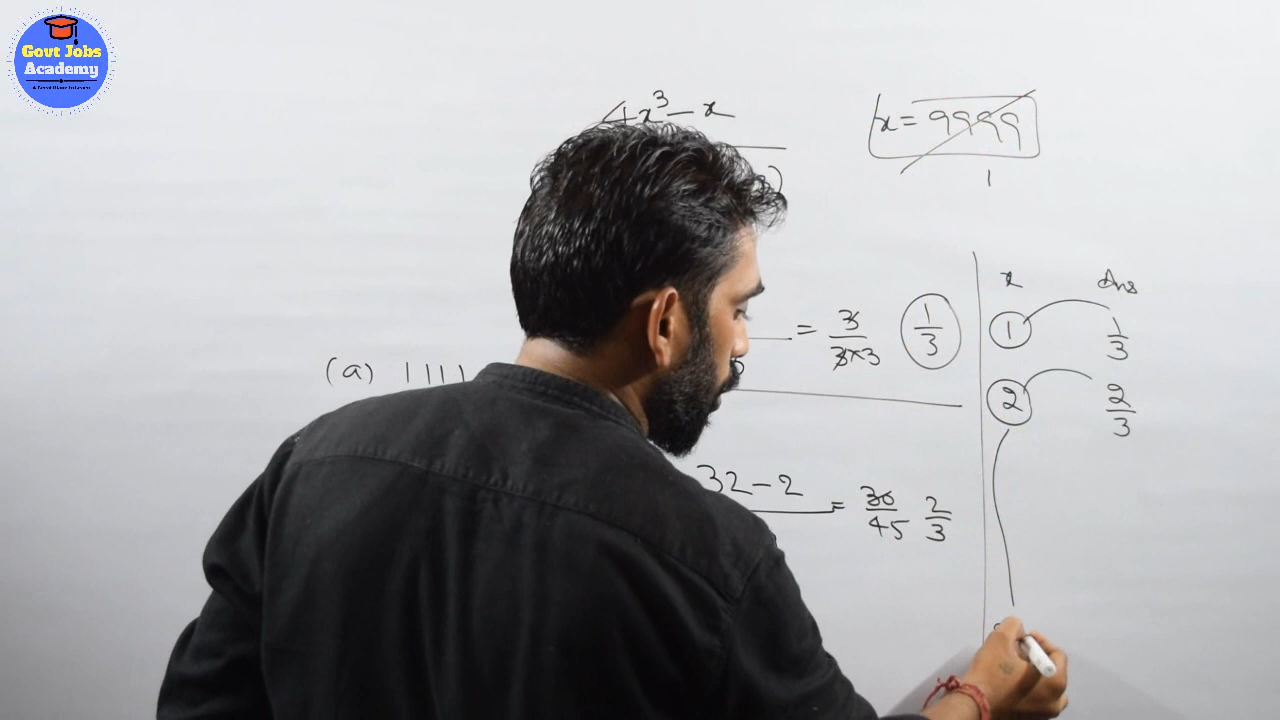 Govt Jobs
Academy
4x³ - x
x = 9999
)
1
x Ans
= 3/3×3 1/3
1 1/3
(a) 1111
2 2/3
32 - 2 = 30/45 2/3